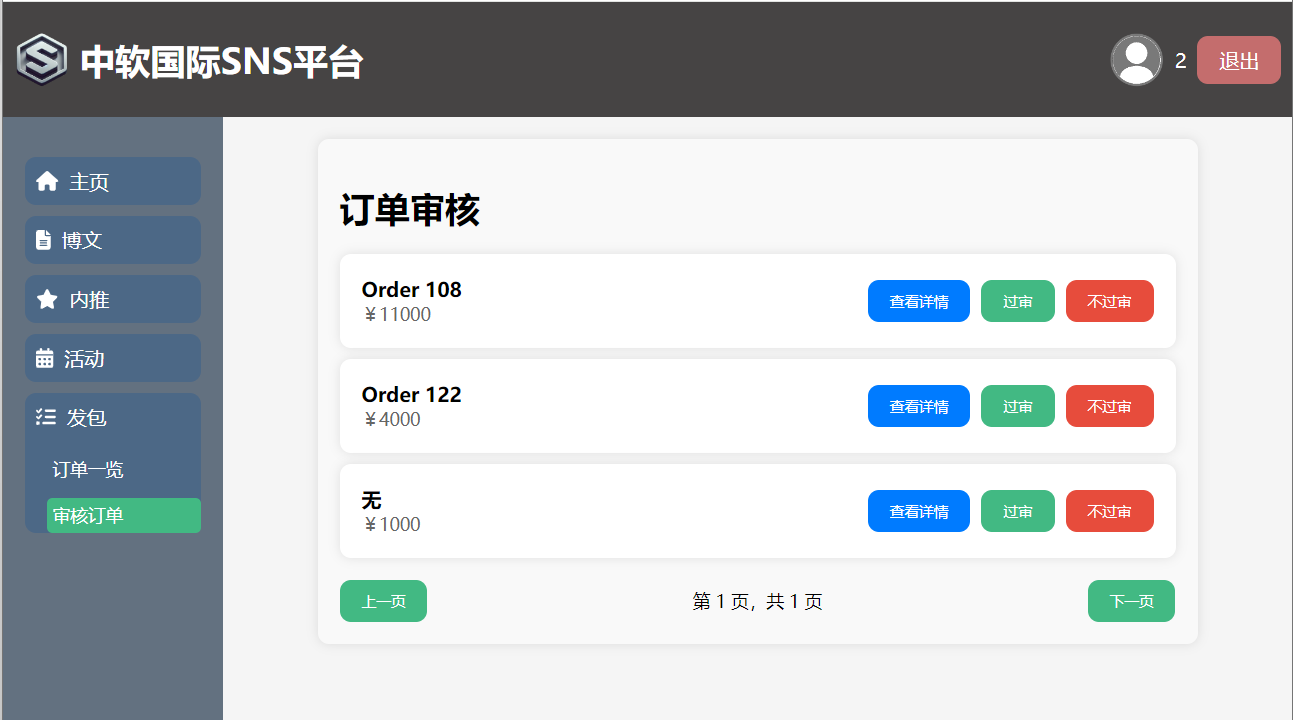 中软国际SNS平台
2
退出
主页
博文
内推
活动
发包
订单一览
审核订单
订单审核
Order 108
￥11000
查看详情
过审
不过审
Order 122
￥4000
查看详情
过审
不过审
无
￥1000
查看详情
过审
不过审
上一页
第 1 页，共 1 页
下一页